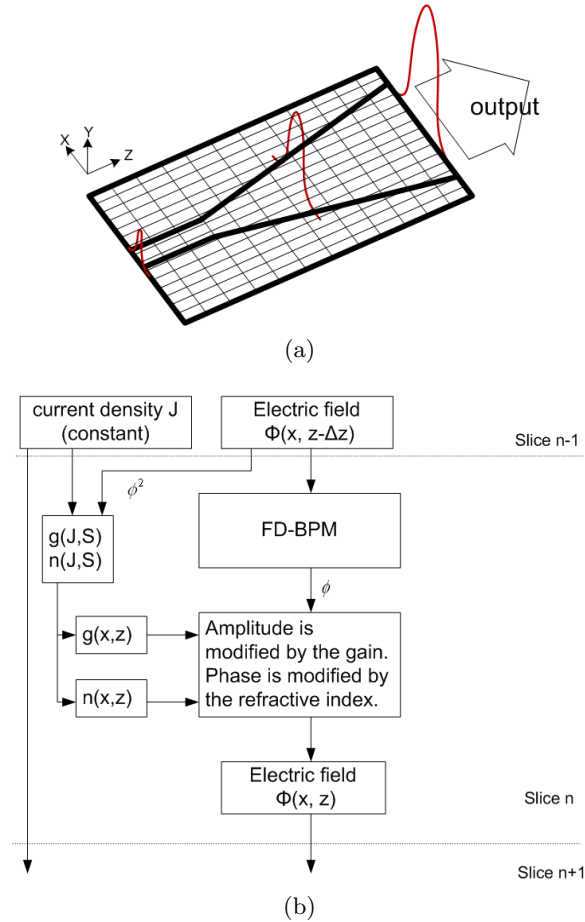 output
X
Y
Z
(a)
current density J
(constant)
Electric field
Φ(x, z-Δz)
Slice n-1
ϕ²
g(J,S)
n(J,S)
FD-BPM
ϕ
g(x,z)
n(x,z)
Amplitude is
modified by the gain.
Phase is modified by
the refractive index.
Electric field
Φ(x, z)
Slice n
Slice n+1
(b)